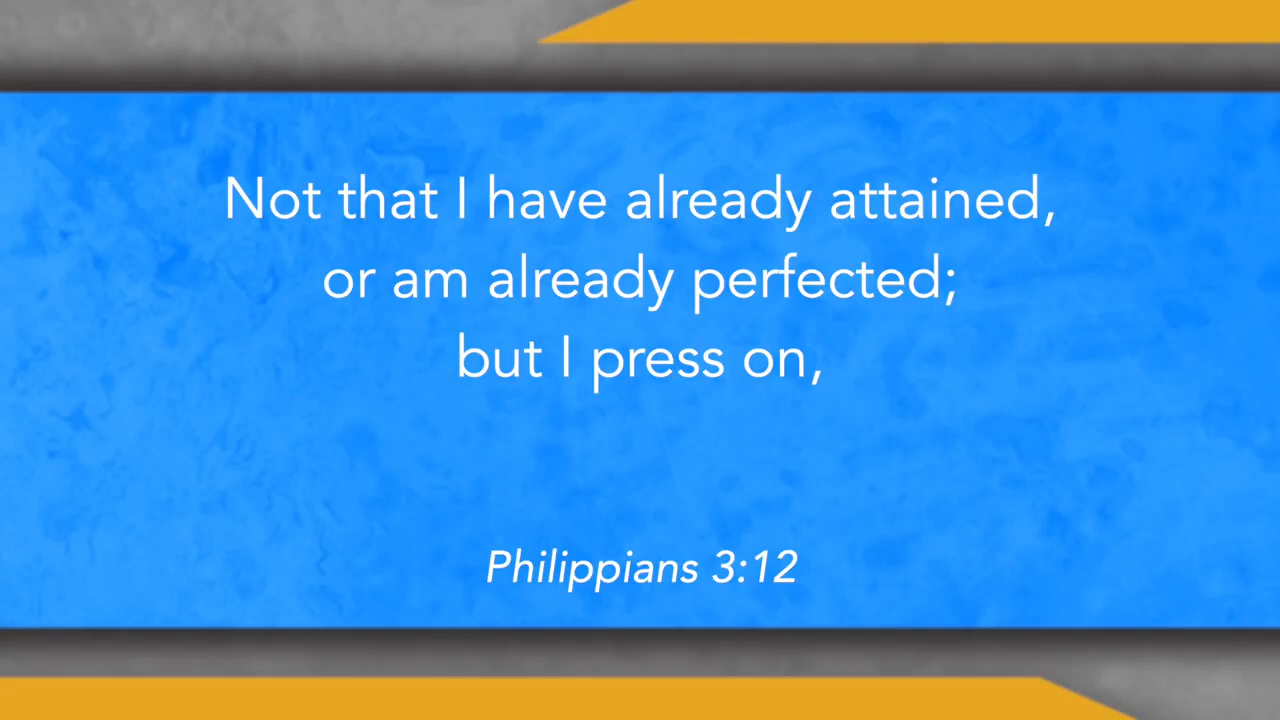 Not that I have already attained,
or am already perfected;
but I press on,
Philippians 3:12